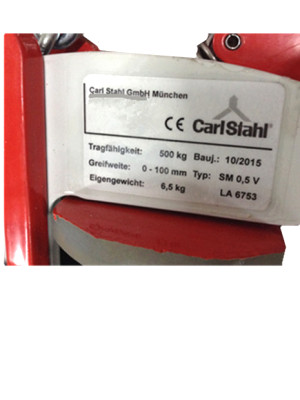 Carl Stahl GmbH München
CE CarlStahl®
Tragfähigkeit: 500 kg Bauj.: 10/2015
Greifweite: 0 - 100 mm Typ: SM 0,5 V
Eigengewicht: 6,5 kg LA 6753